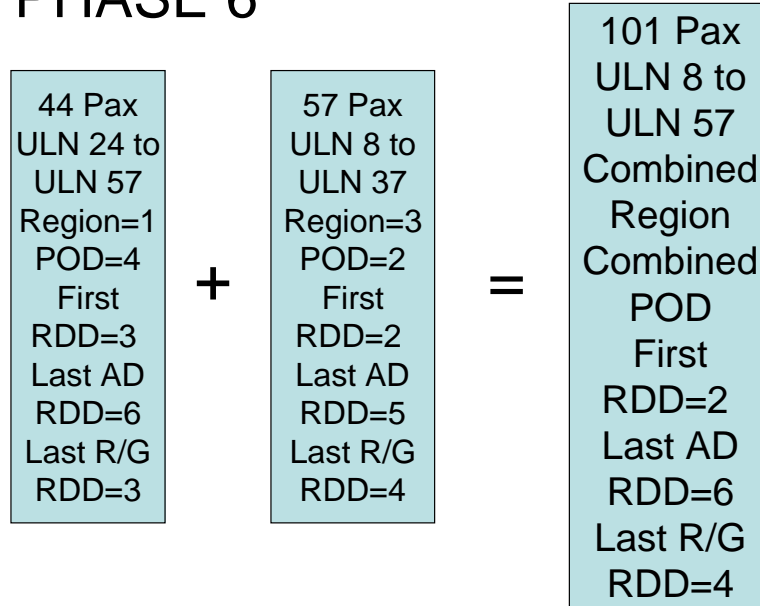 PHASE 6
44 Pax
ULN 24 to
ULN 57
Region=1
POD=4
First
RDD=3
Last AD
RDD=6
Last R/G
RDD=3
+
57 Pax
ULN 8 to
ULN 37
Region=3
POD=2
First
RDD=2
Last AD
RDD=5
Last R/G
RDD=4
=
101 Pax
ULN 8 to
ULN 57
Combined
Region
Combined
POD
First
RDD=2
Last AD
RDD=6
Last R/G
RDD=4